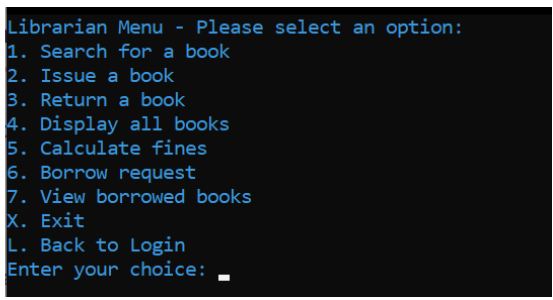 Librarian Menu - Please select an option:
1. Search for a book
2. Issue a book
3. Return a book
4. Display all books
5. Calculate fines
6. Borrow request
7. View borrowed books
X. Exit
L. Back to Login
Enter your choice: